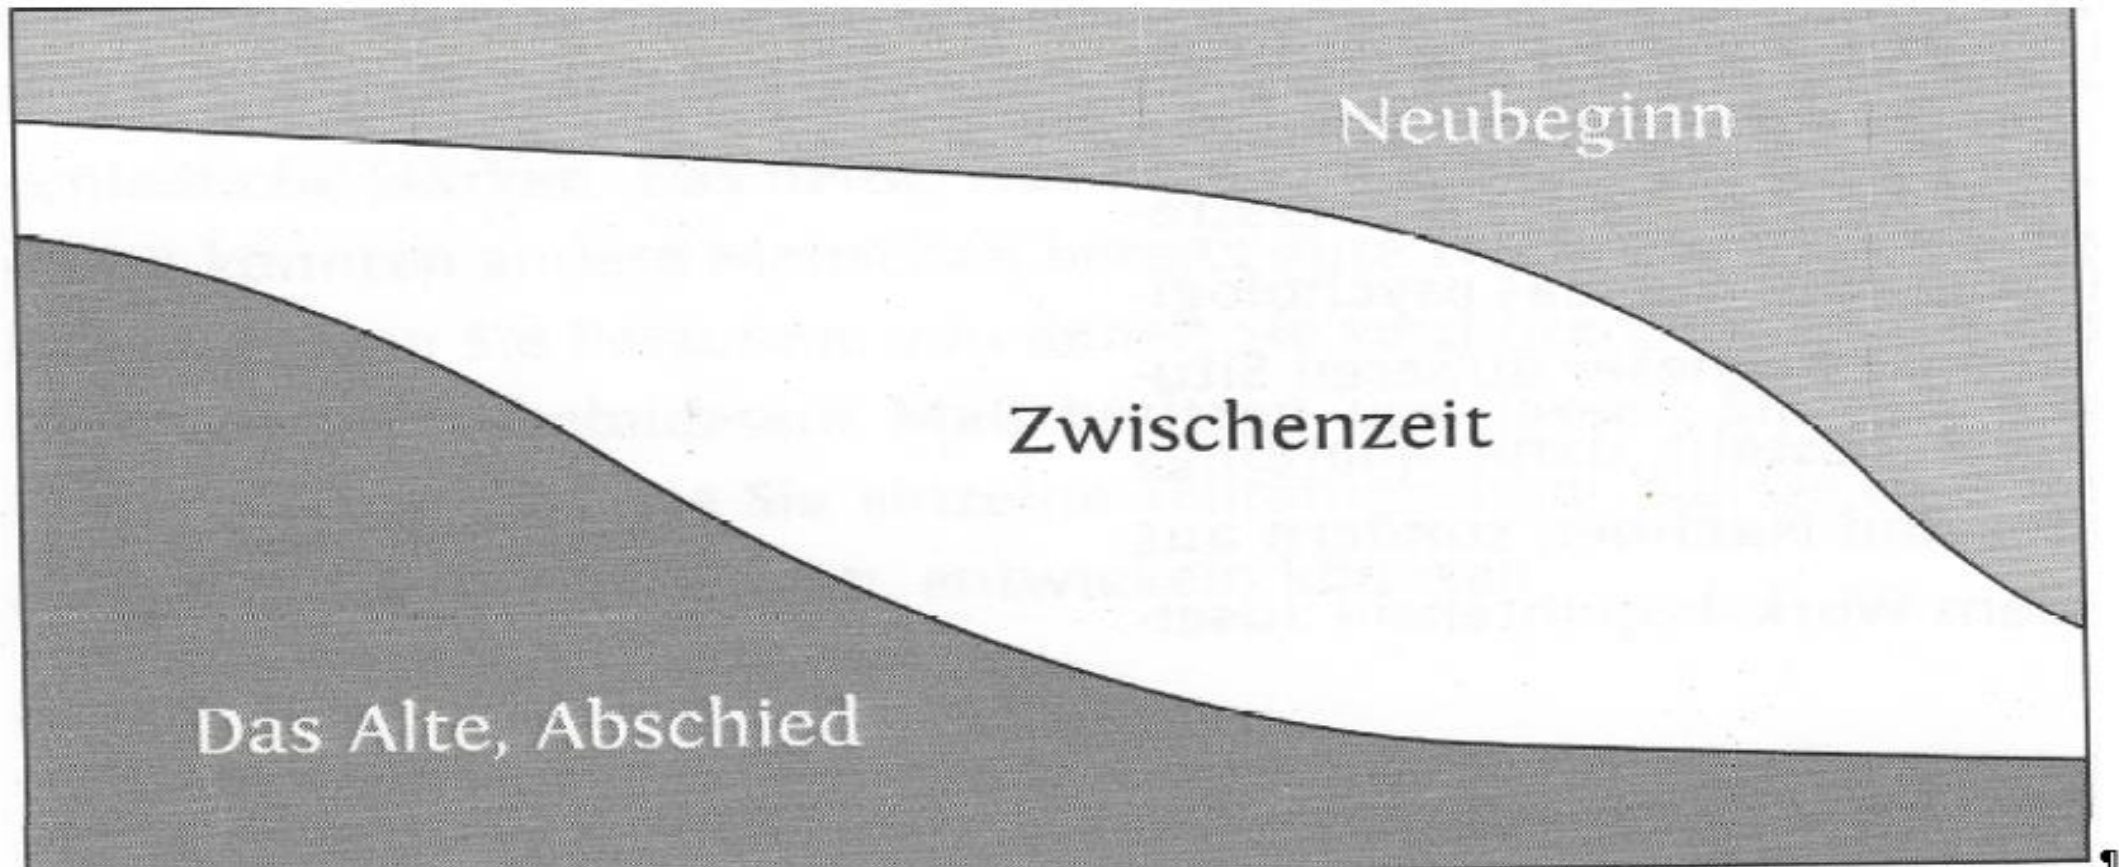 Neubeginn
Zwischenzeit
Das Alte, Abschied